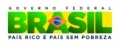 GOVERNO FEDERAL
BRASIL
PAÍS RICO É PAÍS SEM POBREZA